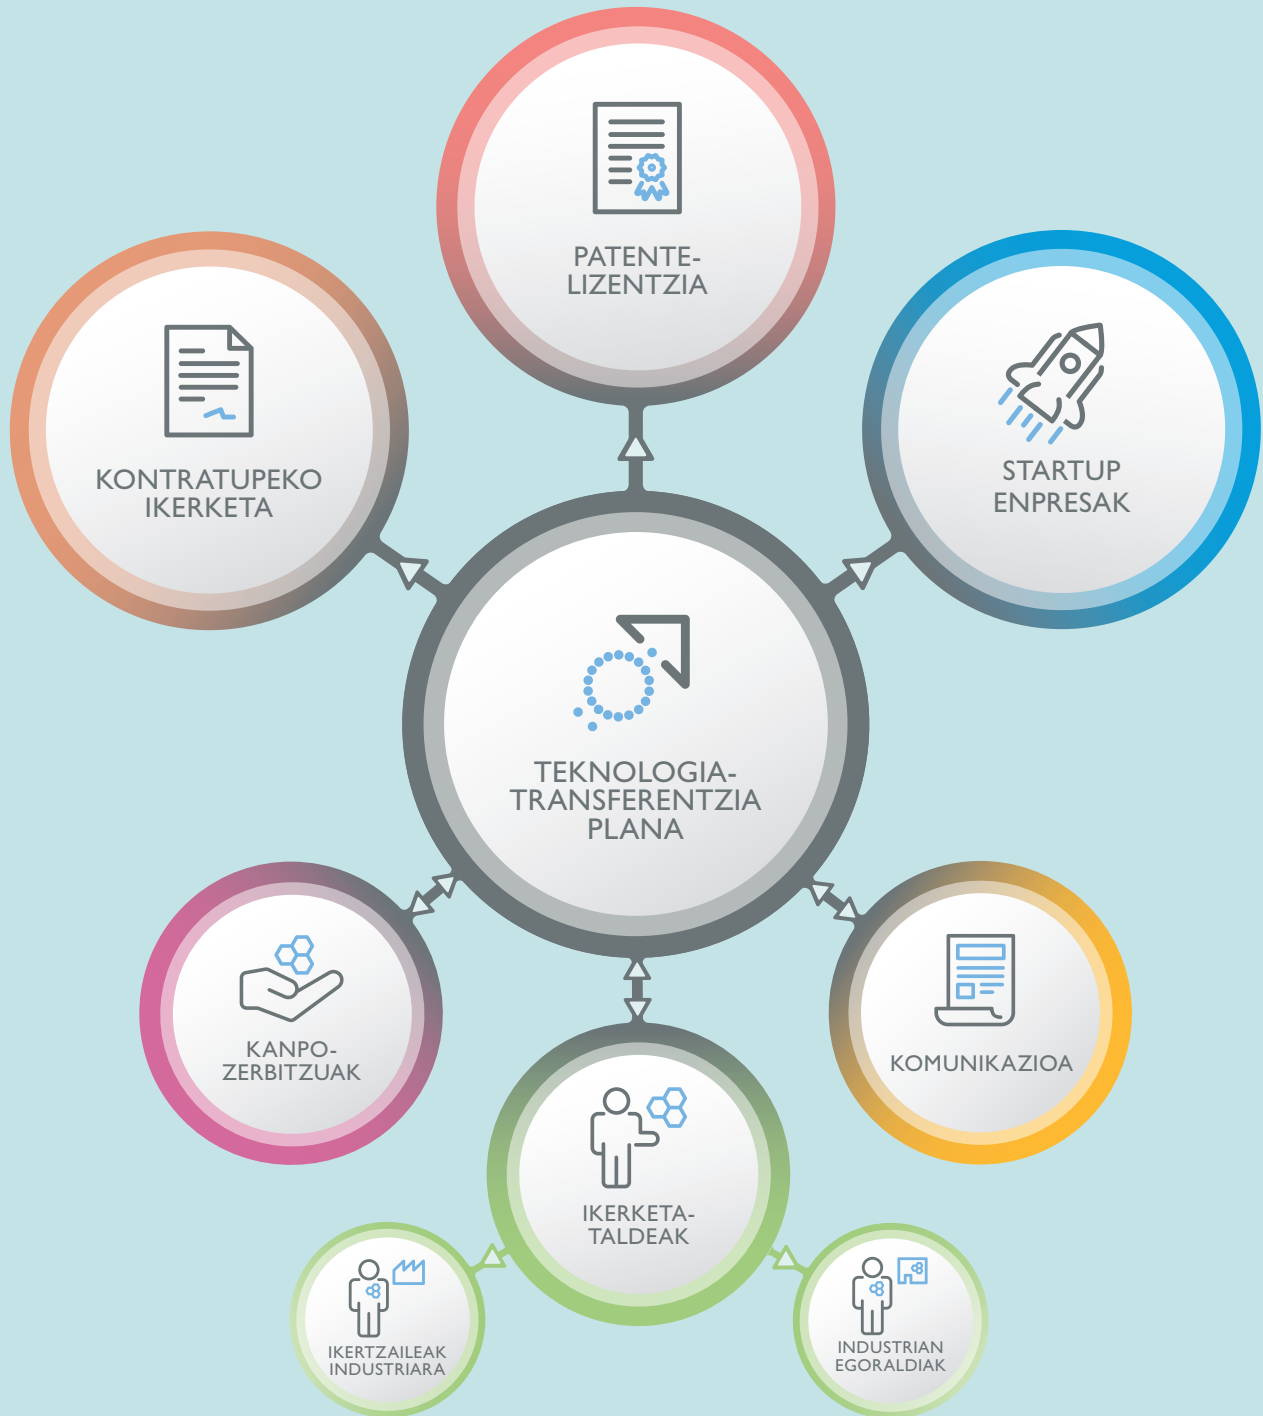 PATENTE-
LIZENTZIA
KONTRATUPEKO
IKERKETA
STARTUP
ENPRESAK
TEKNOLOGIA-
TRANSFERENTZIA
PLANA
KANPO-
ZERBITZUAK
KOMUNIKAZIOA
IKERKETA-
TALDEAK
IKERTZAILEAK
INDUSTRIARA
INDUSTRIAN
EGORALDIAK